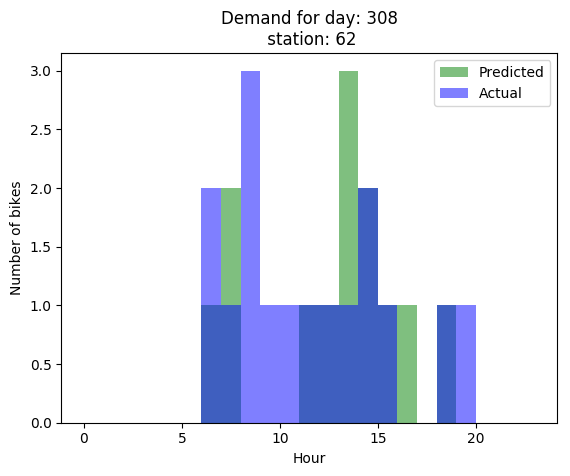 Demand for day: 308
station: 62
Predicted
Actual
Number of bikes
3.0
2.5
2.0
1.5
1.0
0.5
0.0
0 5 10 15 20
Hour